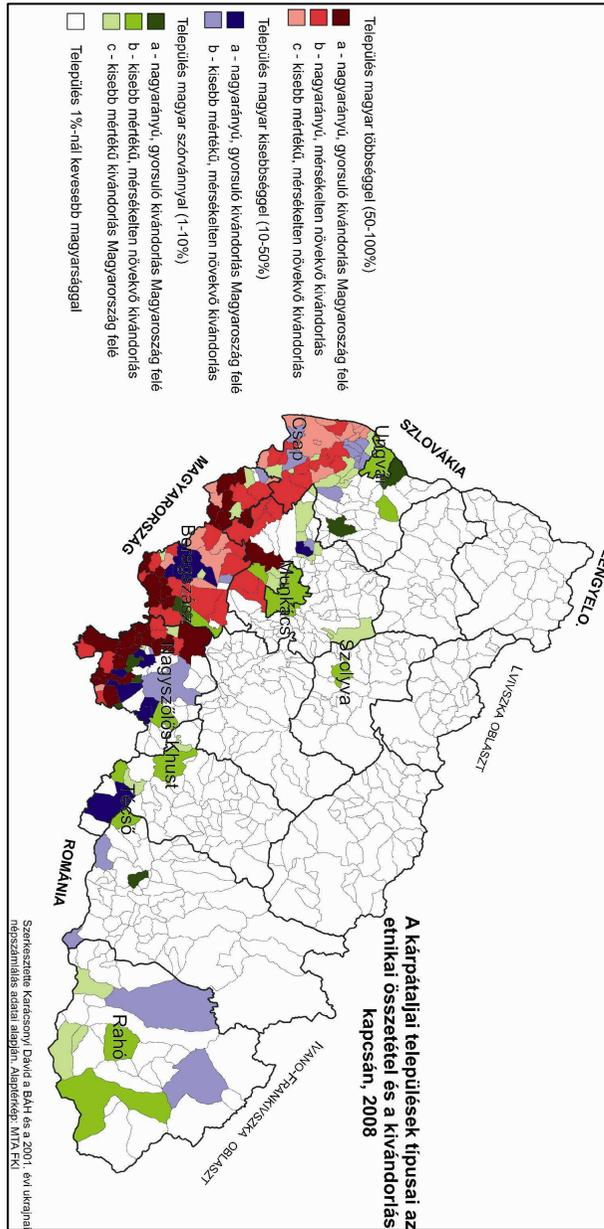 A kárpátaljai települések típusai az
etnikai összetétel és a kivándorlás
kapcsán, 2008
LENGYELO.
SZLOVÁKIA
LVIVSZKA OBLASZT
IVANO-FRANKIVSZKA OBLASZT
MAGYARORSZÁG
ROMÁNIA
Ungvár
Csap
Munkács
Szolyva
Beregszász
Nagyszőlős
Khust
Técső
Rahó
Település magyar többséggel (50-100%)
a - nagyarányú, gyorsuló kivándorlás Magyaroszág felé
b - nagyarányú, mérsékelten növekvő kivándorlás
c - kisebb mértékű, mérsékelten növekvő kivándorlás
Település magyar kisebbséggel (10-50%)
a - nagyarányú, gyorsuló kivándorlás Magyaroszág felé
b - kisebb mértékű, mérsékelten növekvő kivándorlás
Település magyar szórvánnyal (1-10%)
a - nagyarányú, gyorsuló kivándorlás Magyaroszág felé
b - kisebb mértékű, mérsékelten növekvő kivándorlás
c - kisebb mértékű kivándorlás Magyarország felé
Település 1%-nál kevesebb magyarsággal
Szerkesztette Karácsonyi Dávid a BÁH és a 2001. évi ukrajnai
népszámlálás adatai alapján. Alaptérkép: MTA FKI